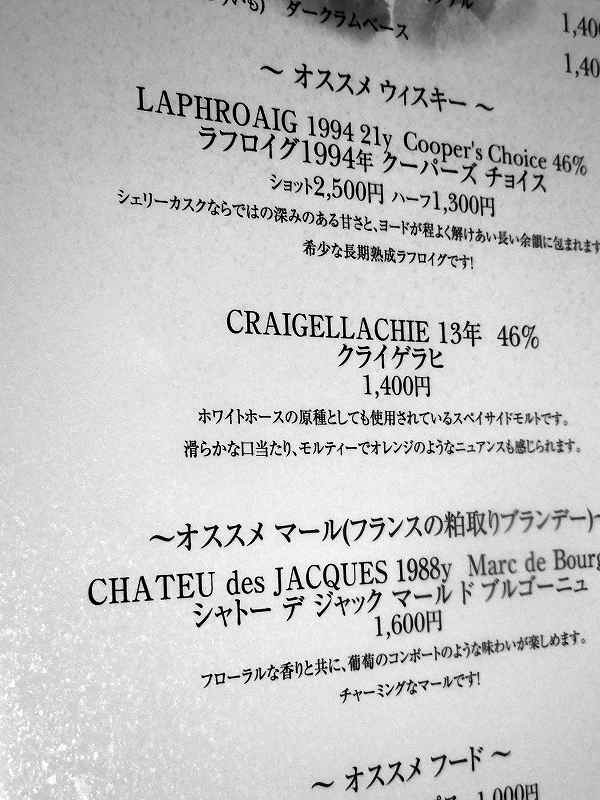 いも) ダークラムベース
1,40
1,40
～ オススメ ウィスキー ～
LAPHROAIG 1994 21y Cooper's Choice 46%
ラフロイグ1994年 クーパーズ チョイス
ショット2,500円 ハーフ1,300円
シェリーカスクならではの深みのある甘さと、ヨードが程よく解けあい長い余韻に包まれます
希少な長期熟成ラフロイグです!
CRAIGELLACHIE 13年 46%
クライゲラヒ
1,400円
ホワイトホースの原種としても使用されているスペイサイドモルトです。
滑らかな口当たり、モルティーでオレンジのようなニュアンスも感じられます。
～オススメ マール(フランスの粕取りブランデー)～
CHATEU des JACQUES 1988y Marc de Bourg
シャトー デ ジャック マール ド ブルゴーニュ
1,600円
フローラルな香りと共に、葡萄のコンポートのような味わいが楽しめます。
チャーミングなマールです!
～ オススメ フード ～
1,000円